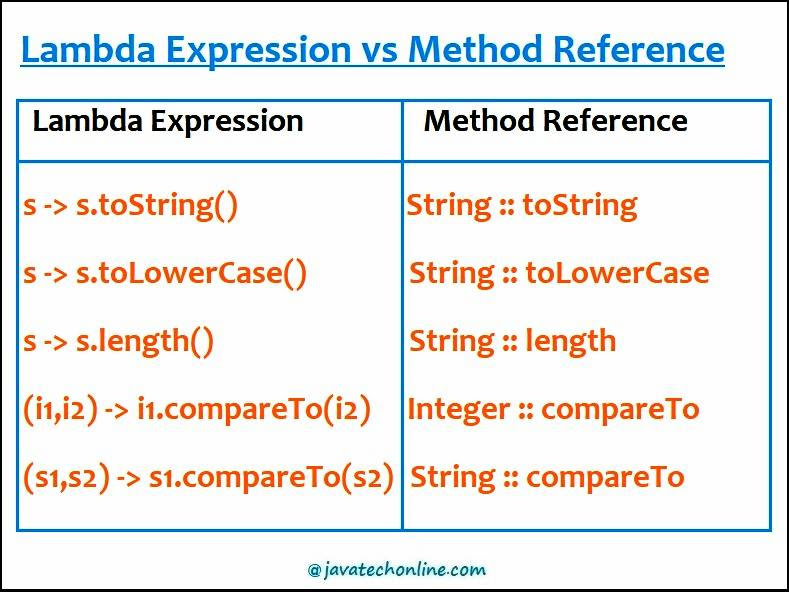 Lambda Expression vs Method Reference
Lambda Expression Method Reference
s -> s.toString() String :: toString
s -> s.toLowerCase() String :: toLowerCase
s -> s.length() String :: length
(i1,i2) -> i1.compareTo(i2) Integer :: compareTo
(s1,s2) -> s1.compareTo(s2) String :: compareTo
@javatechonline.com